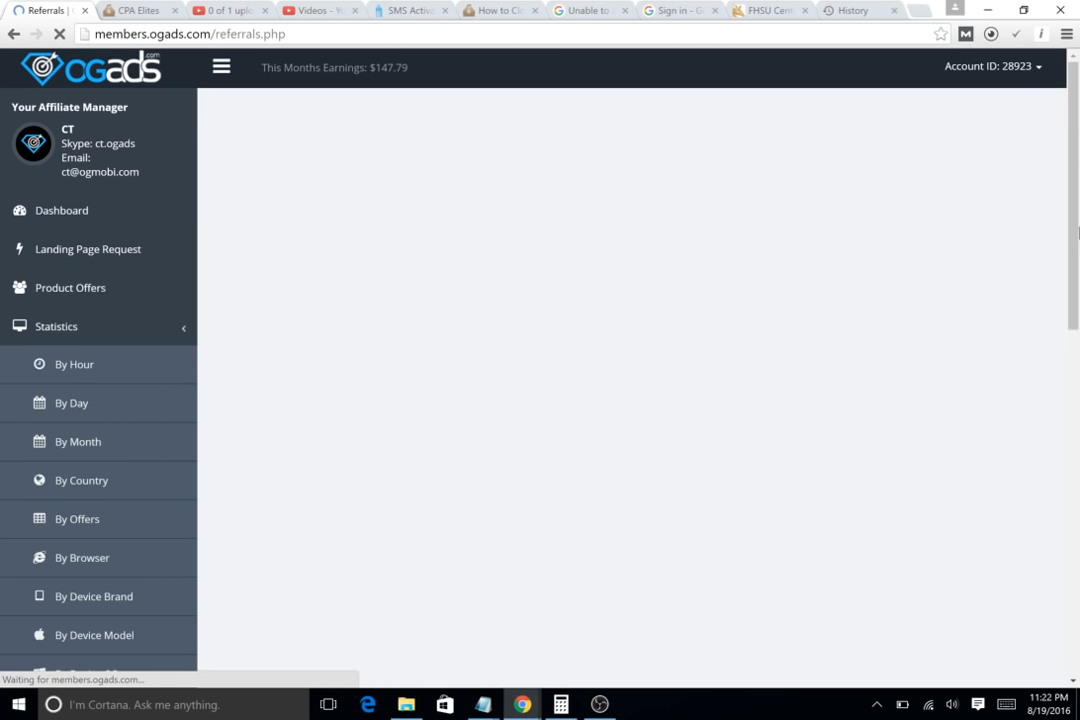 Referrals |
CPA Elites
0 of 1 uplo
Videos - Yo
SMS Activ
How to Clo
Unable to
Sign in - G
FHSU Cent
History
members.ogads.com/referrals.php
ogads
.com
This Months Earnings: $147.79
Account ID: 28923
Your Affiliate Manager
CT
Skype: ct.ogads
Email:
ct@ogmobi.com
Dashboard
Landing Page Request
Product Offers
Statistics
By Hour
By Day
By Month
By Country
By Offers
By Browser
By Device Brand
By Device Model
Waiting for members.ogads.com...
I'm Cortana. Ask me anything.
11:22 PM
8/19/2016